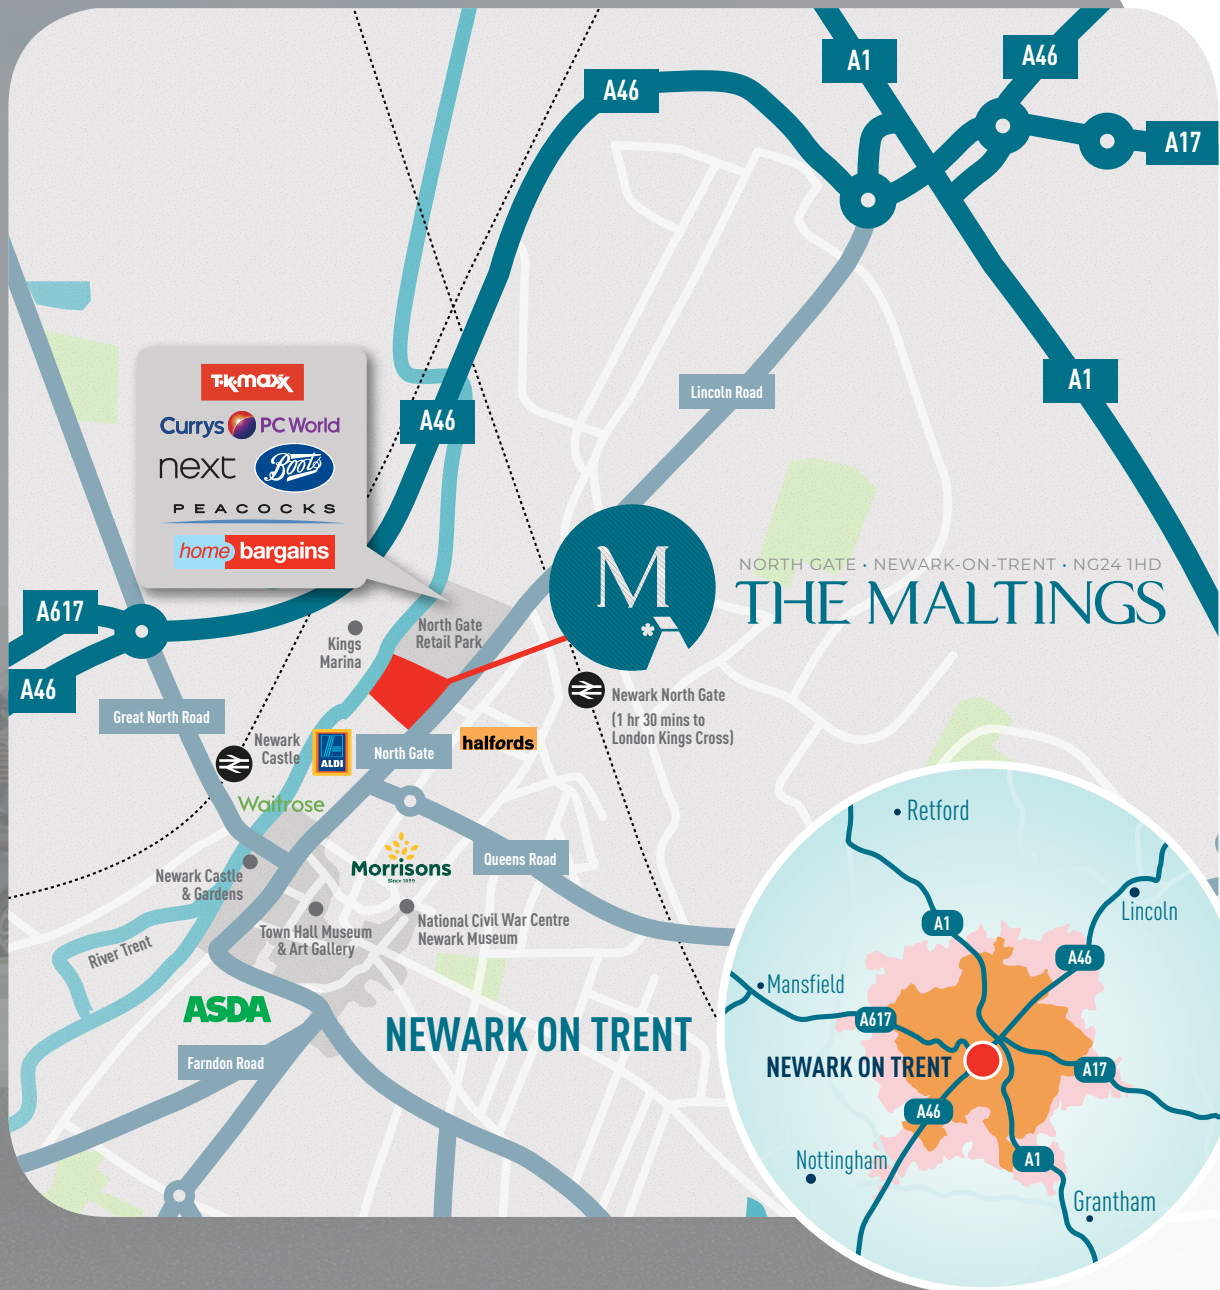 A1
A46
A46
A17
A1
Lincoln Road
TK maxx
Currys PC World
next
Boots
PEACOCKS
home bargains
A46
NORTH GATE • NEWARK-ON-TRENT • NG24 1HD
M
THE MALTINGS
A617
A46
North Gate
Retail Park
Kings
Marina
Newark North Gate
(1 hr 30 mins to
London Kings Cross)
Great North Road
Newark
Castle
ALDI
North Gate
halfords
Waitrose
Morrisons
Since 1899
Queens Road
Newark Castle
& Gardens
Town Hall Museum
& Art Gallery
National Civil War Centre
Newark Museum
River Trent
ASDA
NEWARK ON TRENT
Farndon Road
Retford
Lincoln
A1
A46
Mansfield
A617
NEWARK ON TRENT
A17
A46
Nottingham
A1
Grantham